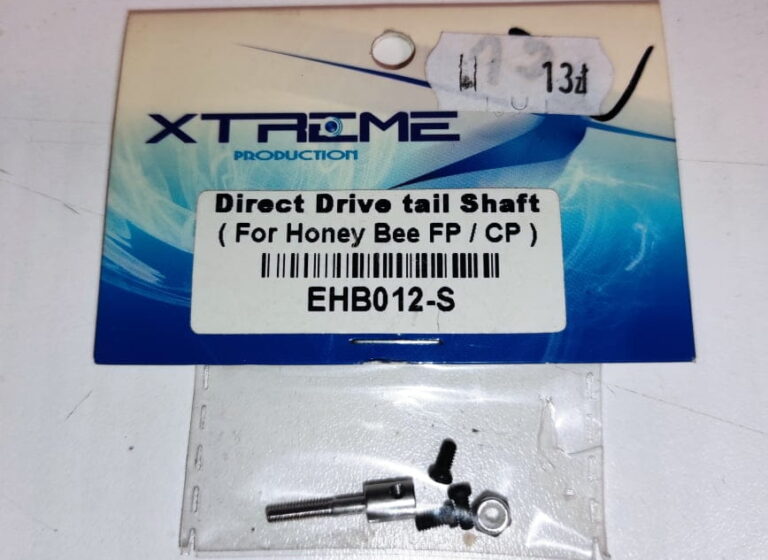 13zł
XTREME
PRODUCTION
Direct Drive tail Shaft
( For Honey Bee FP / CP )
EHB012-S